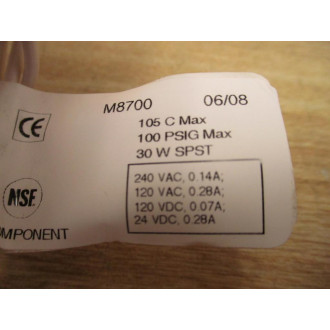 M8700 06/08
CE
105 C Max
100 PSIG Max
30 W SPST
240 VAC, 0.14A;
120 VAC, 0.28A;
120 VDC, 0.07A;
24 VDC, 0.28A
NSF
OMPONENT